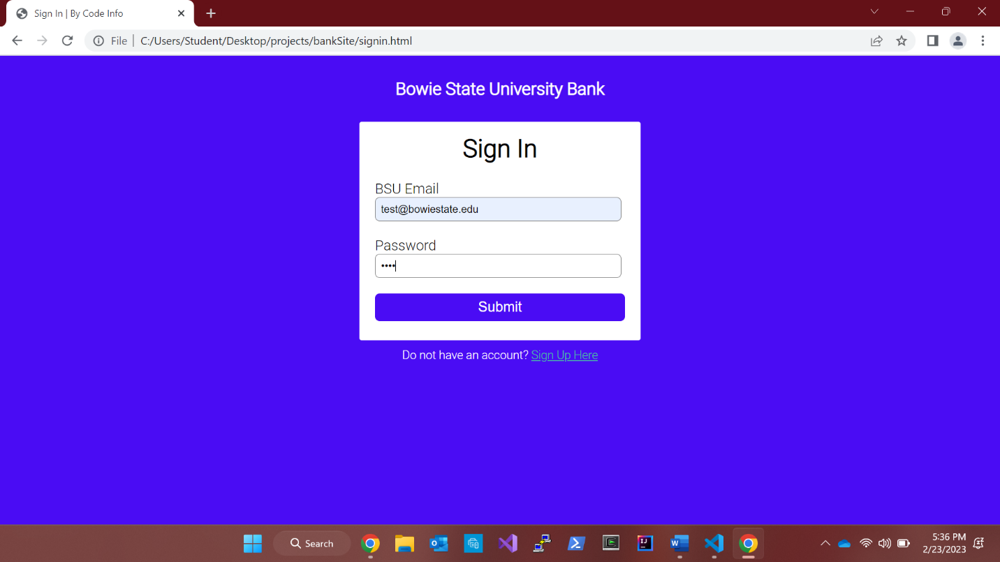 Sign In | By Code Info
File | C:/Users/Student/Desktop/projects/bankSite/signin.html
Bowie State University Bank
Sign In
BSU Email
test@bowiestate.edu
Password
••••
Submit
Do not have an account? Sign Up Here
Search
5:36 PM
2/23/2023